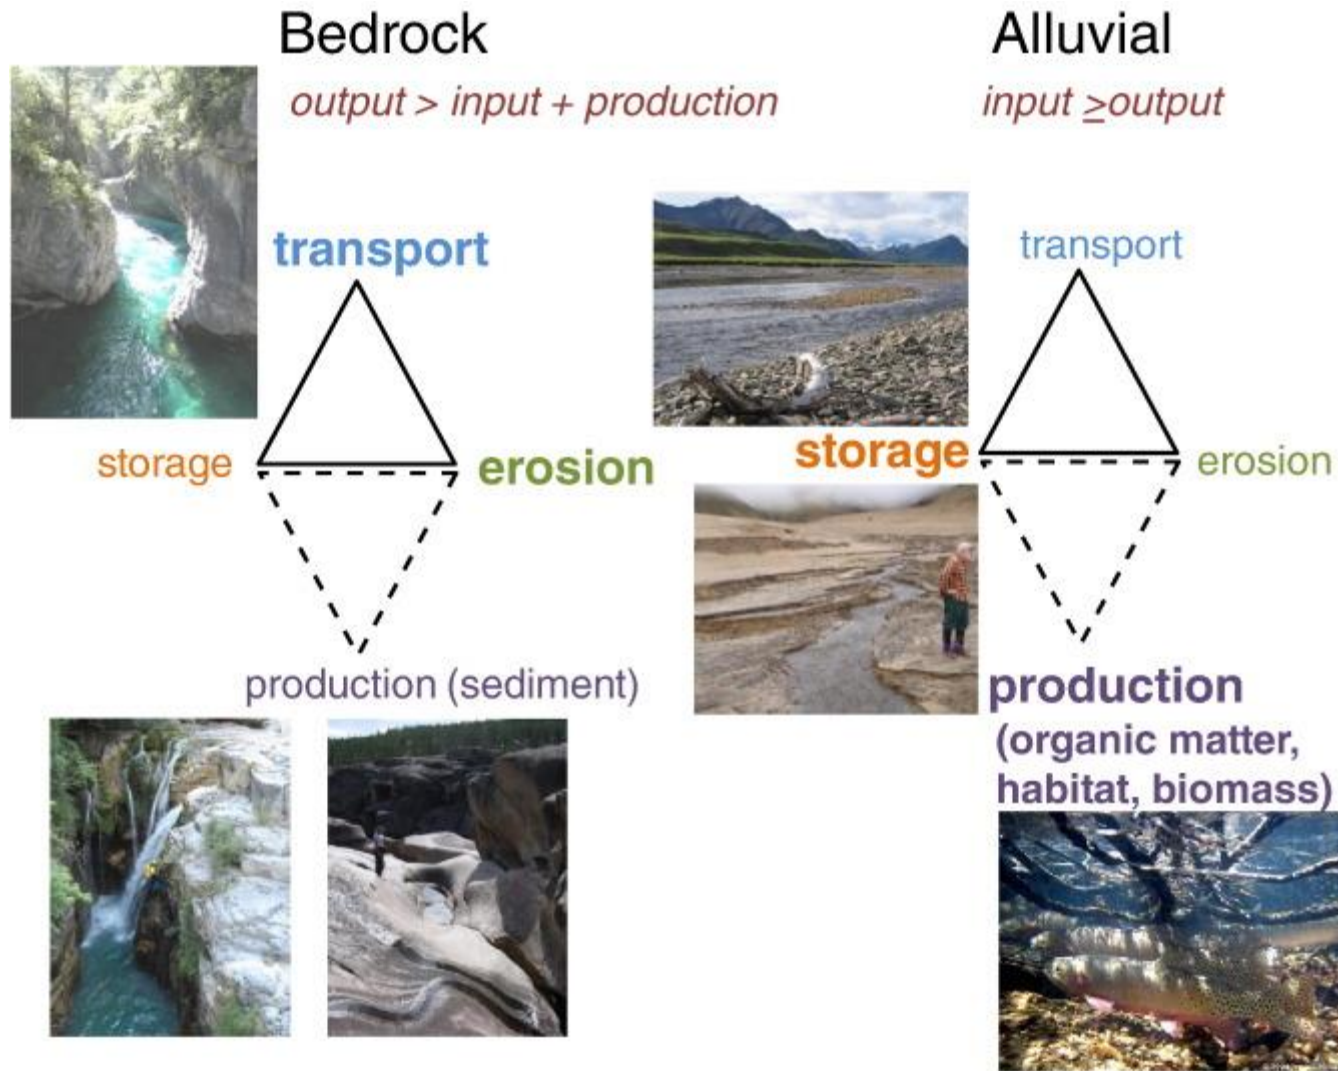 Bedrock
output > input + production
transport
storage
erosion
production (sediment)
Alluvial
input ≥output
transport
storage
erosion
production
(organic matter,
habitat, biomass)